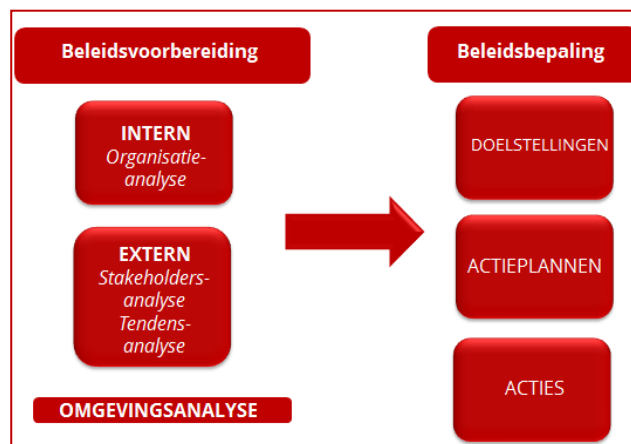 Beleidsvoorbereiding
INTERN
Organisatie-
analyse
EXTERN
Stakeholders-
analyse
Tendens-
analyse
OMGEVINGSANALYSE
Beleidsbepaling
DOELSTELLINGEN
ACTIEPLANNEN
ACTIES